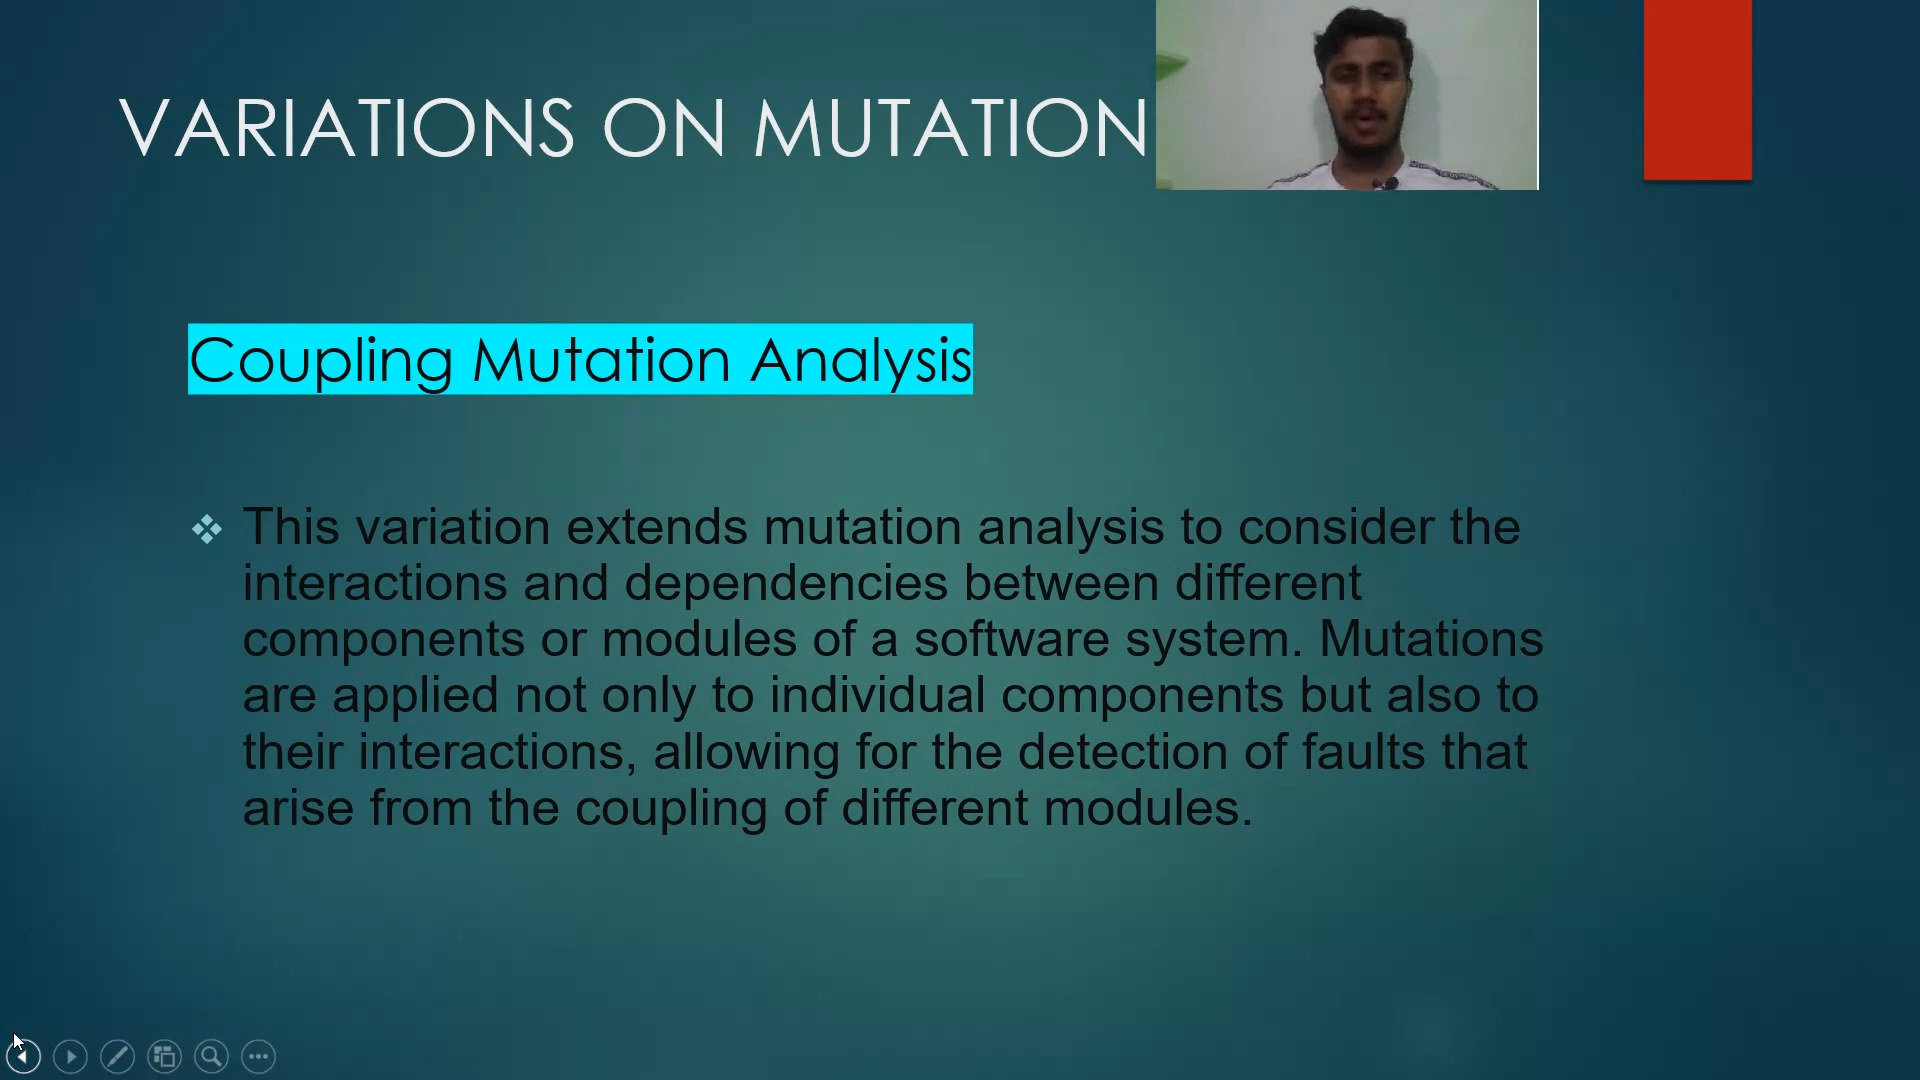 VARIATIONS ON MUTATION
Coupling Mutation Analysis
This variation extends mutation analysis to consider the
interactions and dependencies between different
components or modules of a software system. Mutations
are applied not only to individual components but also to
their interactions, allowing for the detection of faults that
arise from the coupling of different modules.